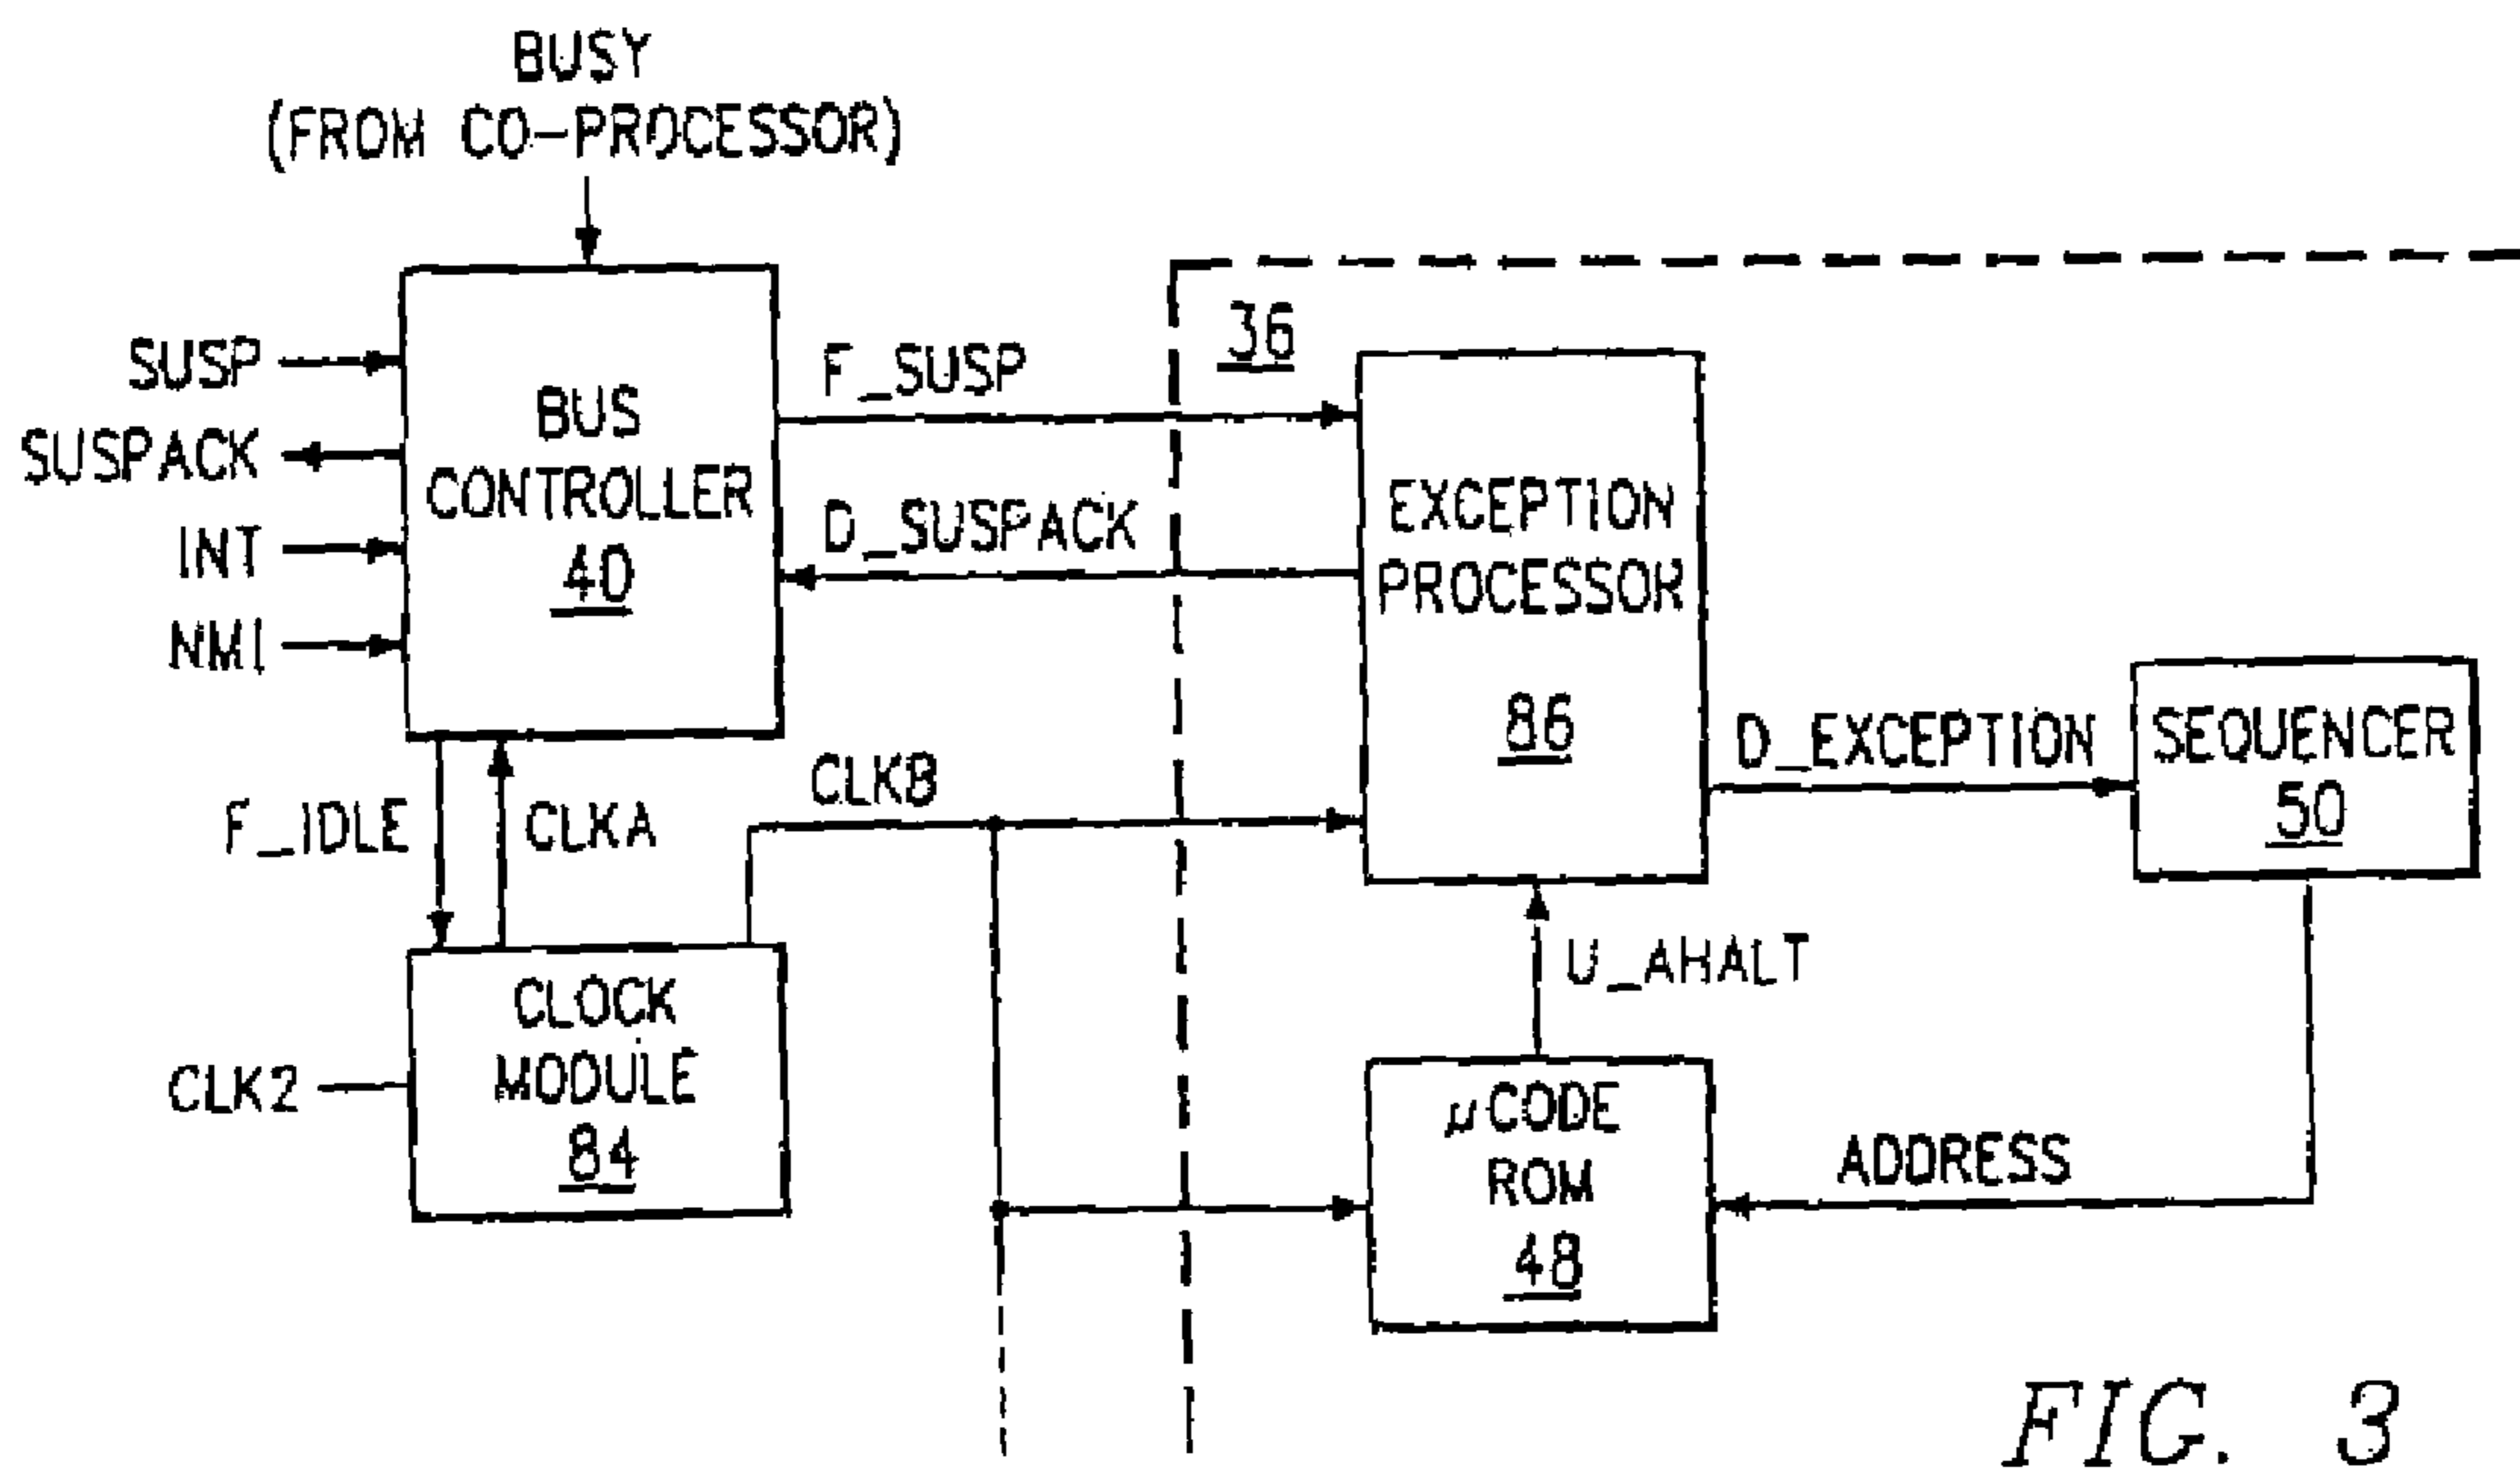 BUSY
(FROM CO-PROCESSOR)
36
SUSP
SUSPACK
INT
NMI
BUS
CONTROLLER
40
F_SUSP
D_SUSPACK
EXCEPTION
PROCESSOR
86
D_EXCEPTION
SEQUENCER
50
F_IDLE
CLKA
CLKB
U_AHALT
CLOCK
MODULE
84
CLK2
µCODE
ROM
48
ADDRESS
FIG. 3